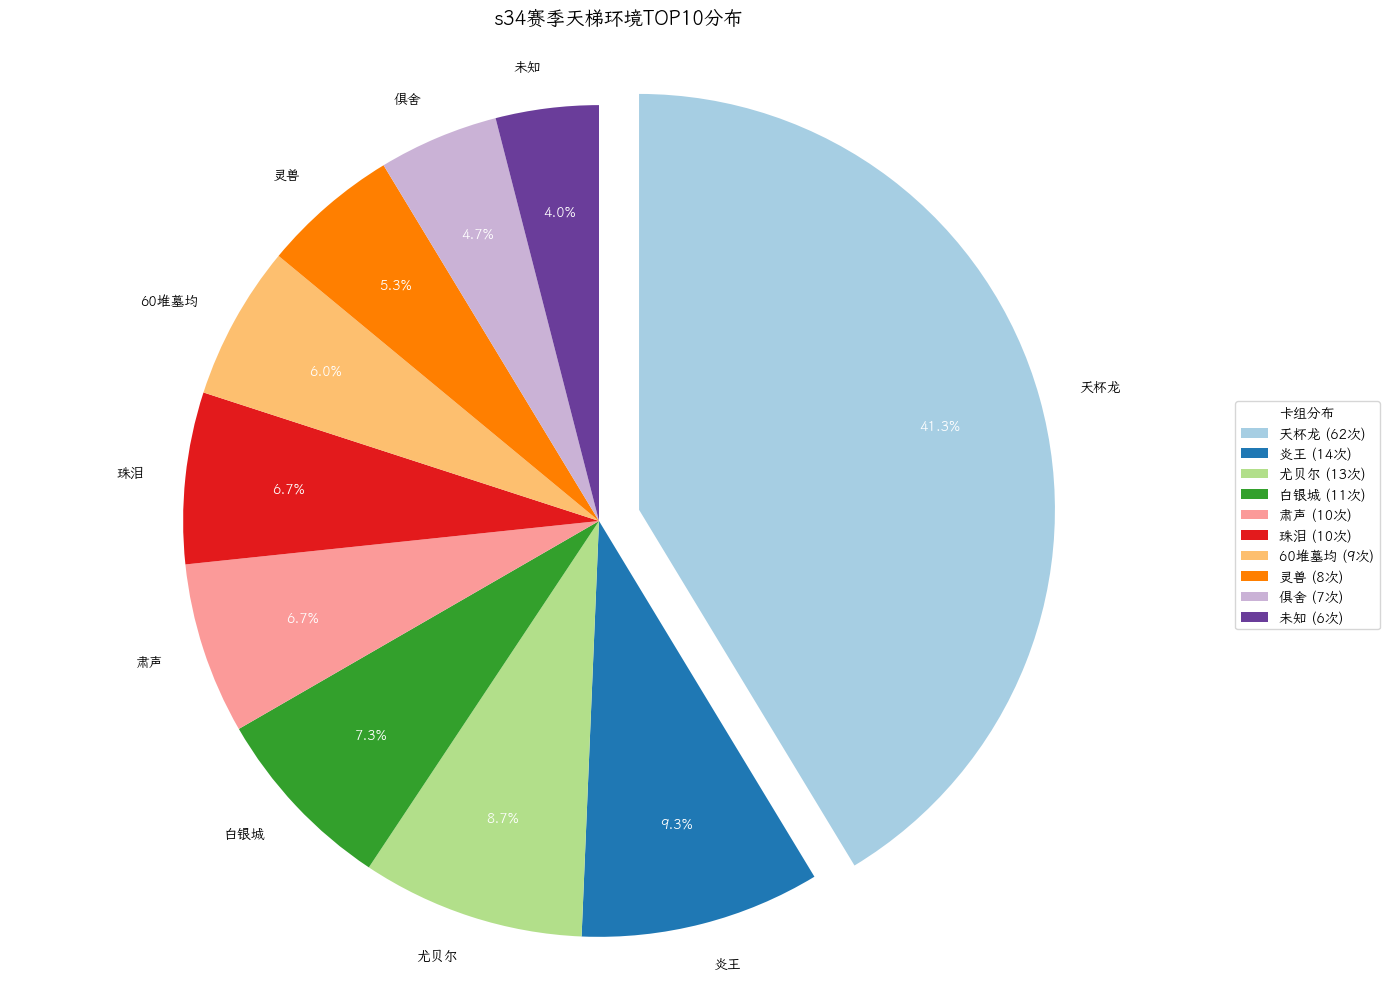 s34赛季天梯环境TOP10分布
未知
俱舍
灵兽
60堆墓均
珠泪
肃声
白银城
尤贝尔
炎王
天杯龙
4.0%
4.7%
5.3%
6.0%
6.7%
6.7%
7.3%
8.7%
9.3%
41.3%
卡组分布
天杯龙 (62次)
炎王 (14次)
尤贝尔 (13次)
白银城 (11次)
肃声 (10次)
珠泪 (10次)
60堆墓均 (9次)
灵兽 (8次)
俱舍 (7次)
未知 (6次)